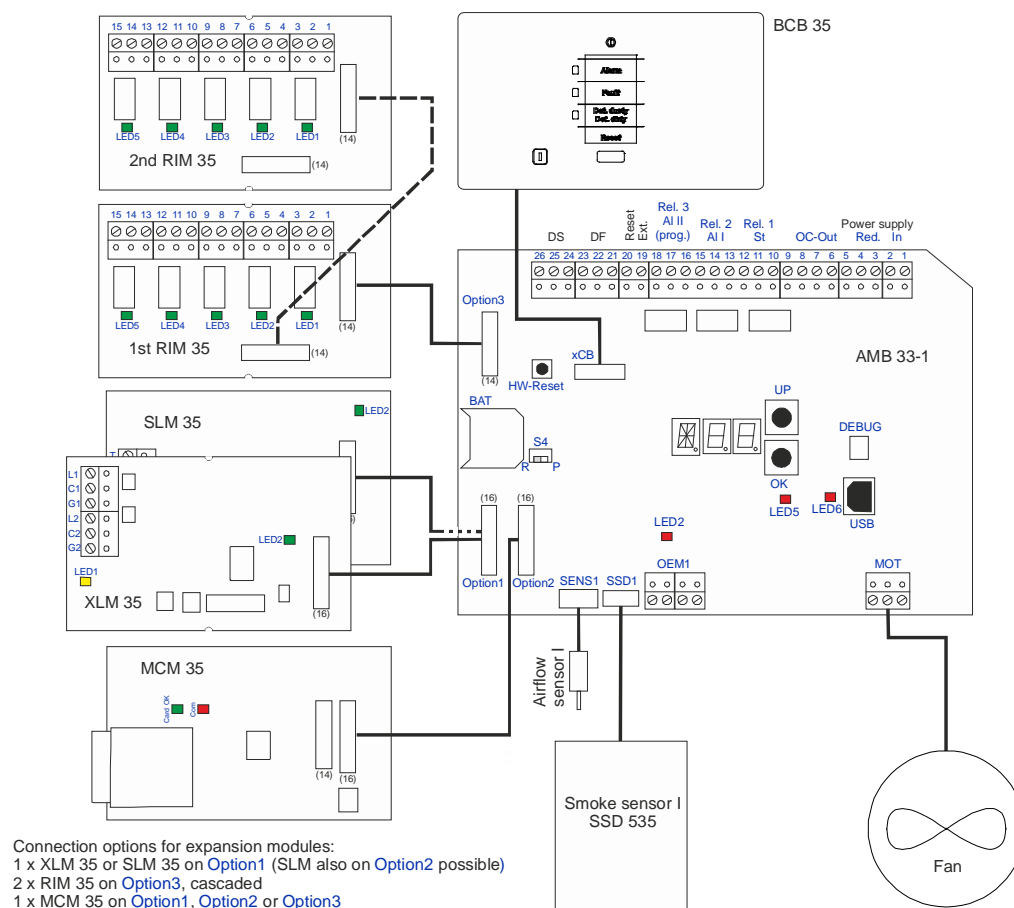 15 14 13 12 11 10 9 8 7 6 5 4 3 2 1
LED5 LED4 LED3 LED2 LED1
(14)
2nd RIM 35
(14)
15 14 13 12 11 10 9 8 7 6 5 4 3 2 1
LED5 LED4 LED3 LED2 LED1
(14)
1st RIM 35
(14)
BCB 35
Alarm
Fault
Det. dusty
Det. dirty
Reset
DS DF Reset Ext. Rel. 3 Al II (prog.) Rel. 2 Al I Rel. 1 St OC-Out Power supply Red. In
26 25 24 23 22 21 20 19 18 17 16 15 14 13 12 11 10 9 8 7 6 5 4 3 2 1
Option3
(14)
HW-Reset
xCB
AMB 33-1
BAT
S4
R P
UP
OK
DEBUG
LED5
LED6
USB
LED2
(16)
(16)
Option1
Option2
SENS1
SSD1
OEM1
MOT
SLM 35
LED2
L1
C1
G1
L2
C2
G2
LED2
LED1
XLM 35
(16)
MCM 35
Card OK
Com
(14)
(16)
Airflow
sensor I
Smoke sensor I
SSD 535
Fan
Connection options for expansion modules:
1 x XLM 35 or SLM 35 on Option1 (SLM also on Option2 possible)
2 x RIM 35 on Option3, cascaded
1 x MCM 35 on Option1, Option2 or Option3